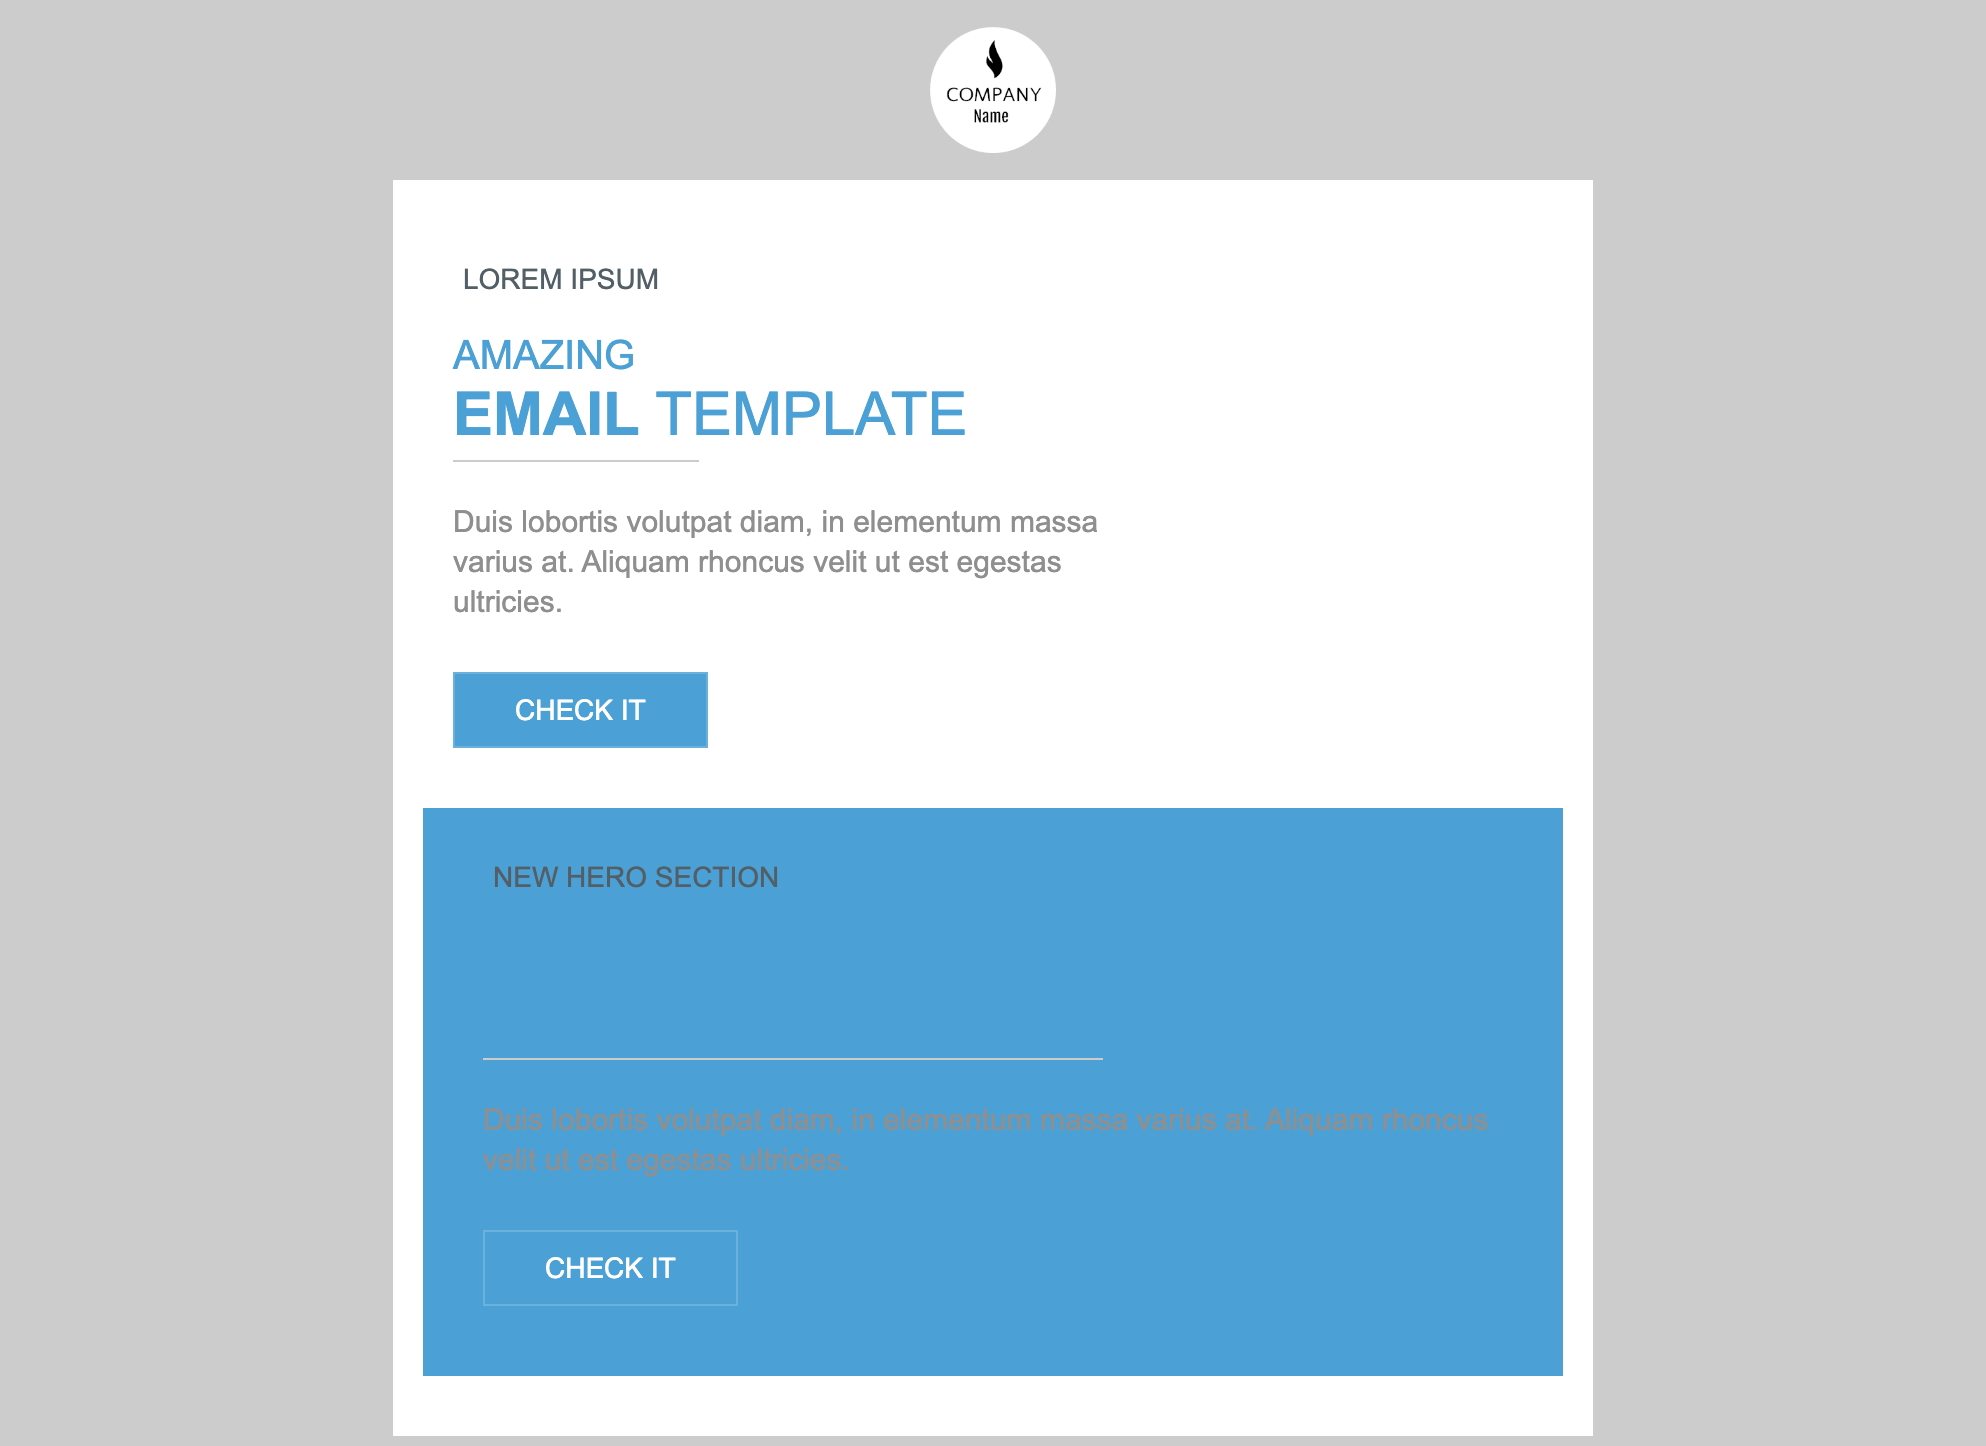 COMPANY
Name
LOREM IPSUM
AMAZING
EMAIL TEMPLATE
Duis lobortis volutpat diam, in elementum massa
varius at. Aliquam rhoncus velit ut est egestas
ultricies.
CHECK IT
NEW HERO SECTION
Duis lobortis volutpat diam, in elementum massa varius at. Aliquam rhoncus
velit ut est egestas ultricies.
CHECK IT